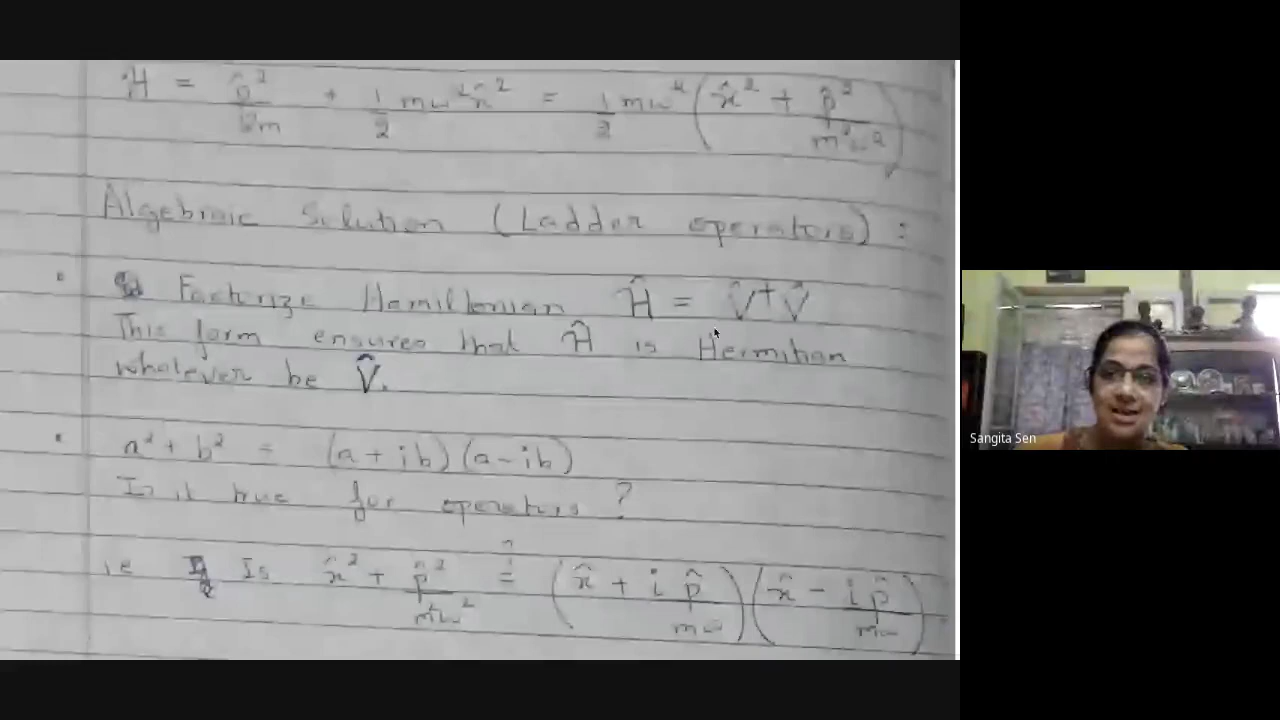 Ĥ = p̂²/2m + 1/2 mω²x̂² = 1/2 mω² (x̂² + p̂²/m²ω²)
Algebraic Solution (Ladder operators) :
• Factorize Hamiltonian Ĥ = V̂†V̂
This form ensures that Ĥ is Hermitian
whatever be V̂.
• a² + b² = (a + ib)(a - ib)
Is it true for operators ?
i.e Is x̂² + p̂²/m²ω² ≟ (x̂ + i p̂/mω)(x̂ - i p̂/mω)
Sangita Sen